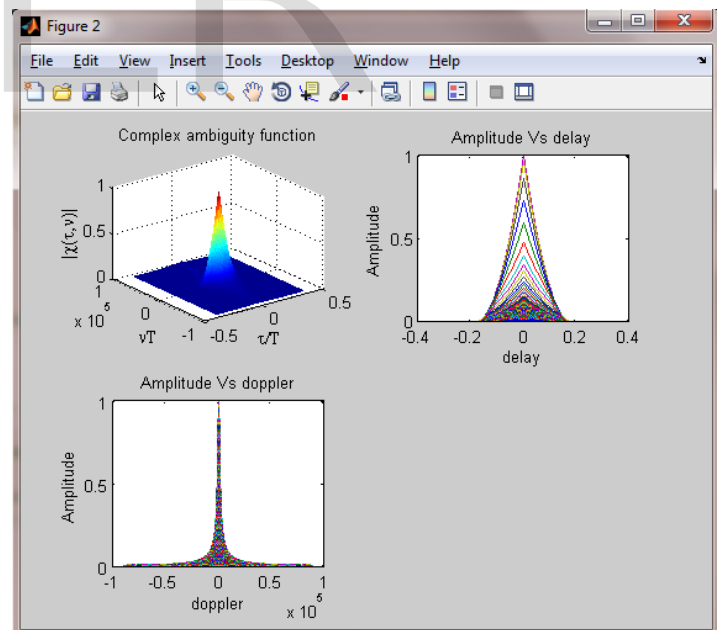 Figure 2
File Edit View Insert Tools Desktop Window Help
Complex ambiguity function
|χ(τ,ν)|
1
0.5
0
1
0
-1
x 10^5
νT
-0.5
0
0.5
τ/T
Amplitude Vs delay
Amplitude
1
0.5
0
-0.4 -0.2 0 0.2 0.4
delay
Amplitude Vs doppler
Amplitude
1
0.5
0
-1 -0.5 0 0.5 1
doppler
x 10^5